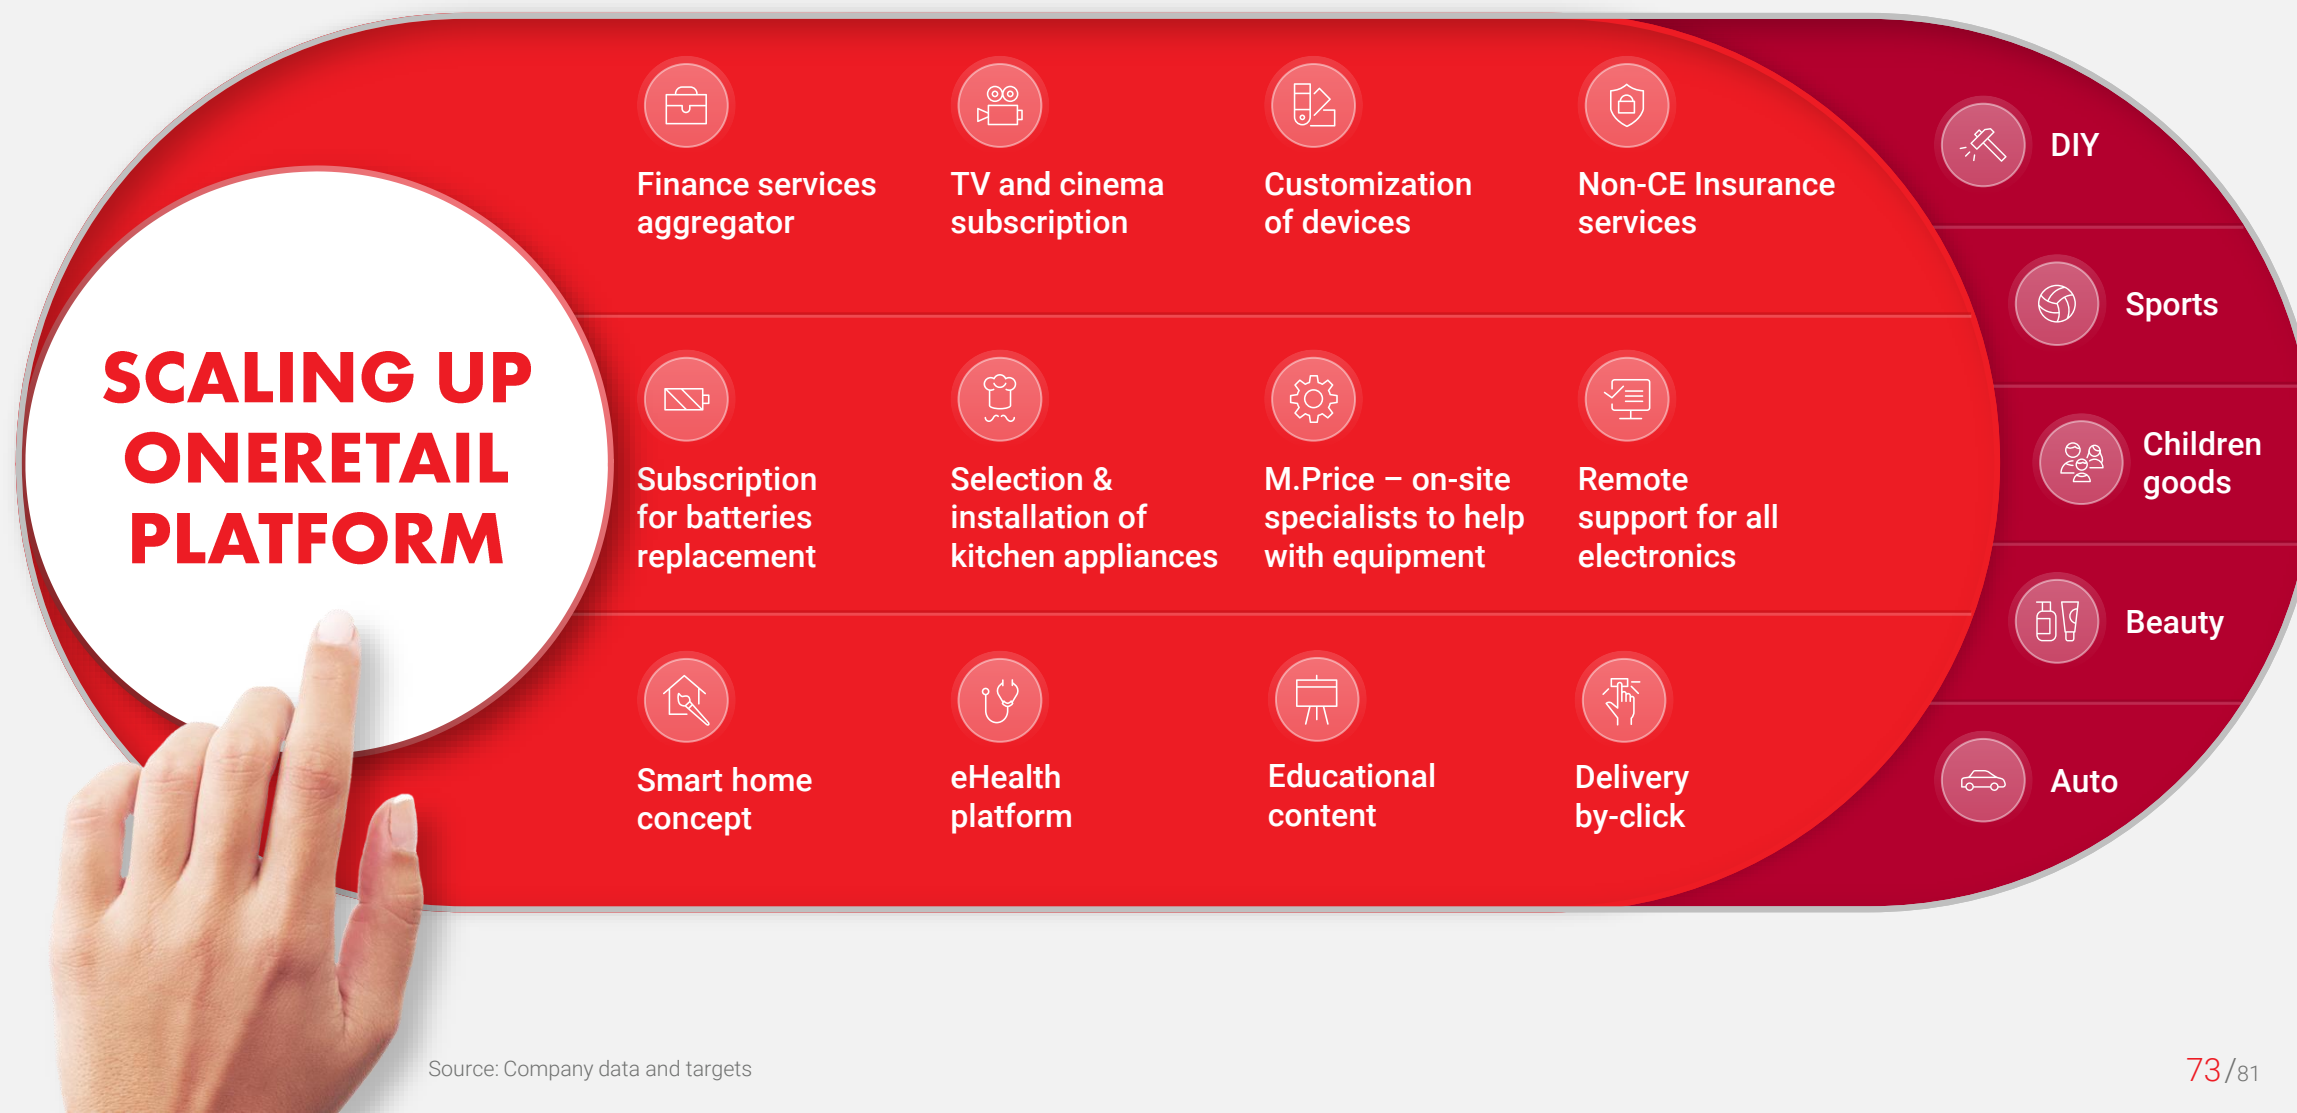 SCALING UP
ONERETAIL
PLATFORM
Finance services
aggregator
TV and cinema
subscription
Customization
of devices
Non-CE Insurance
services
Subscription
for batteries
replacement
Selection &
installation of
kitchen appliances
M.Price – on-site
specialists to help
with equipment
Remote
support for all
electronics
Smart home
concept
eHealth
platform
Educational
content
Delivery
by-click
DIY
Sports
Children
goods
Beauty
Auto
Source: Company data and targets
73/81